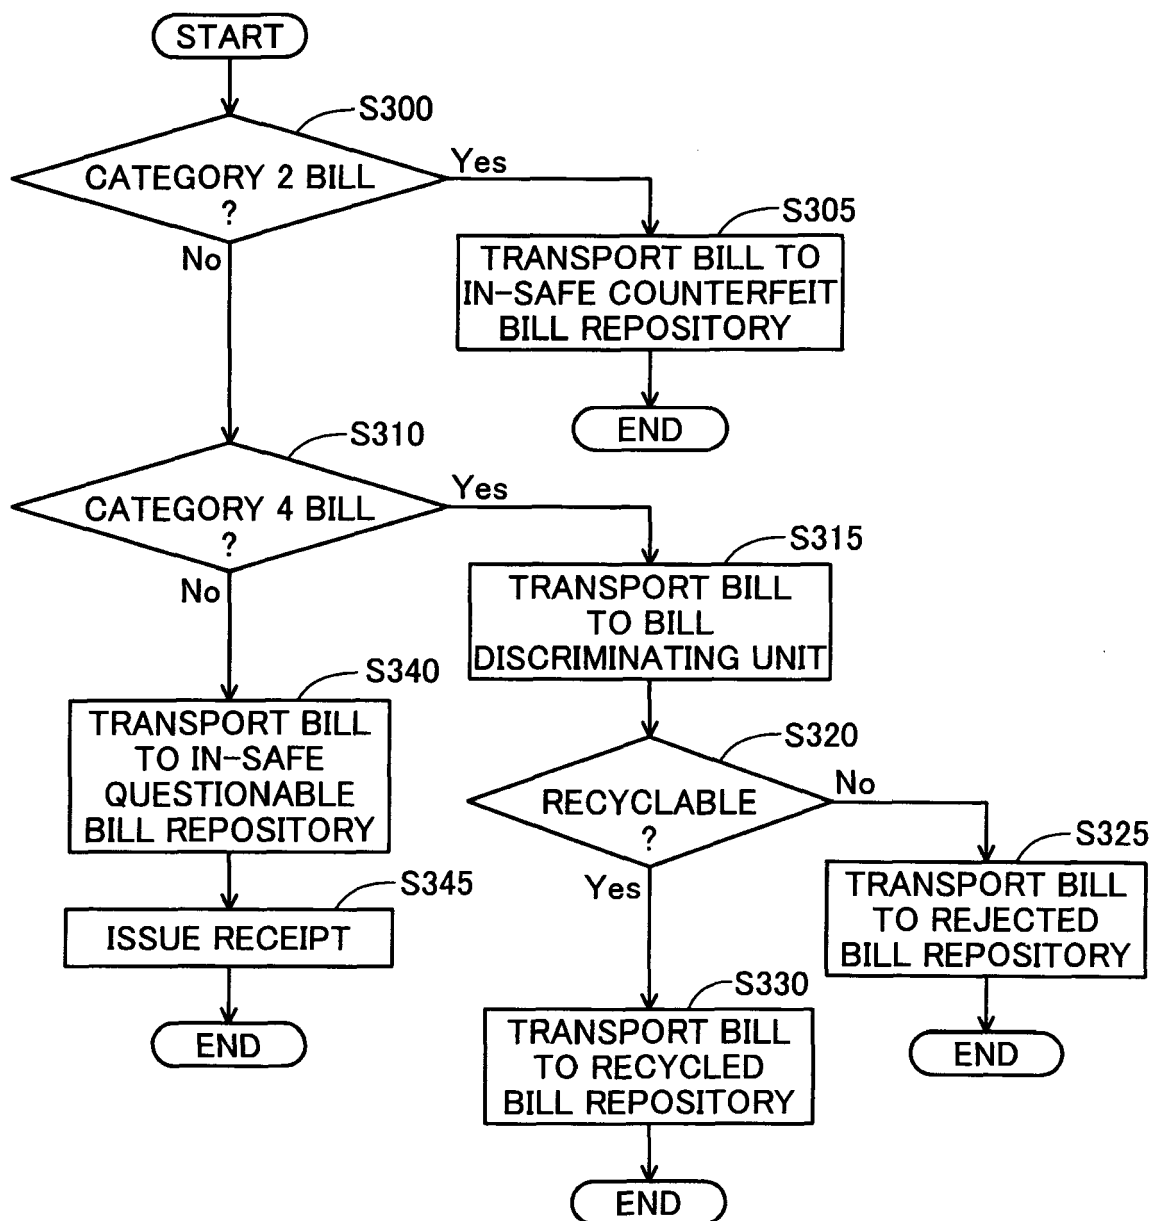 START
S300
CATEGORY 2 BILL
?
Yes
No
S305
TRANSPORT BILL TO
IN-SAFE COUNTERFEIT
BILL REPOSITORY
END
S310
CATEGORY 4 BILL
?
Yes
No
S315
TRANSPORT BILL
TO BILL
DISCRIMINATING UNIT
S340
TRANSPORT BILL
TO IN-SAFE
QUESTIONABLE
BILL REPOSITORY
S320
RECYCLABLE
?
No
Yes
S325
TRANSPORT BILL
TO REJECTED
BILL REPOSITORY
END
S345
ISSUE RECEIPT
END
S330
TRANSPORT BILL
TO RECYCLED
BILL REPOSITORY
END